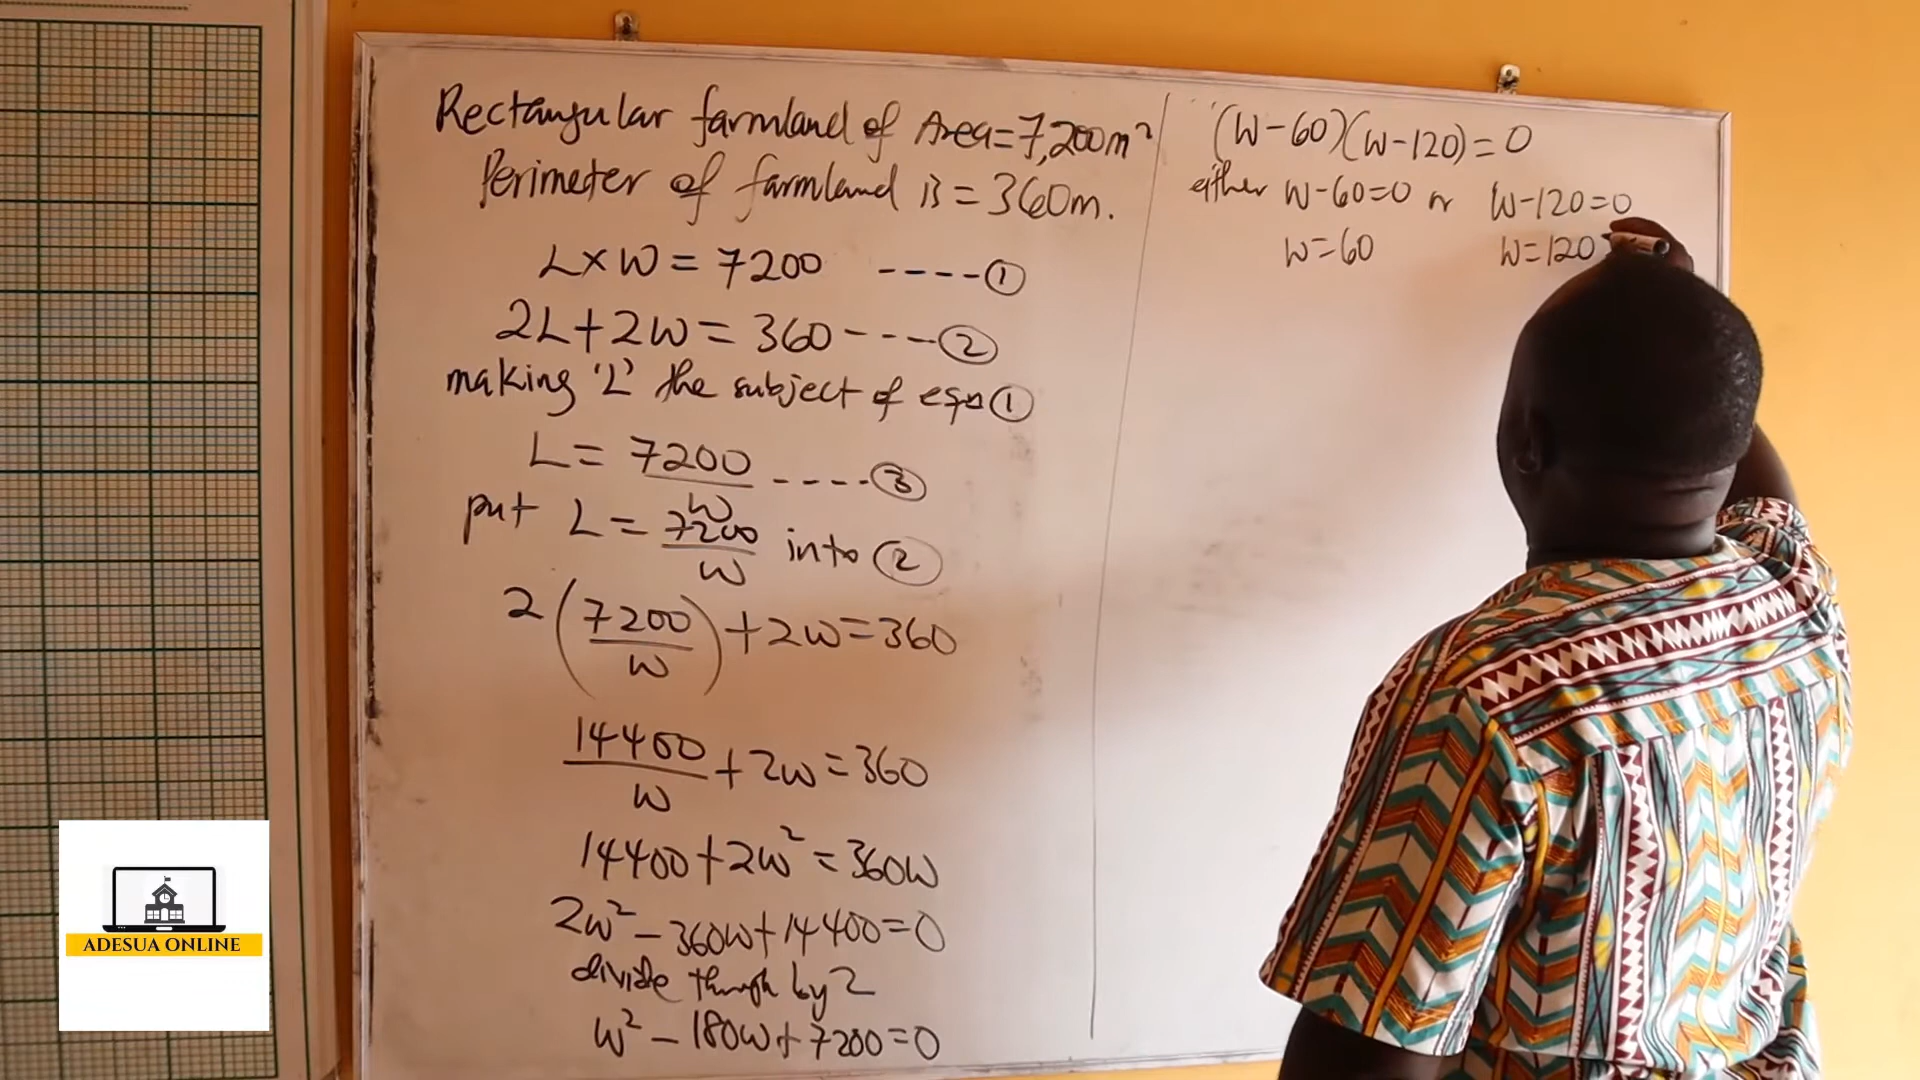 Rectangular farmland of Area=7,200m²
Perimeter of farmland is = 360m.
L×W = 7200 ----①
2L+2W = 360----②
making 'L' the subject of eqn①
L = 7200/W ----③
put L = 7200/W into ②
2(7200/W)+2W=360
14400/W+2W=360
14400+2W²=360W
2W²-360W+14400=0
divide through by 2
W²-180W+7200=0
(W-60)(W-120)=0
either W-60=0 or W-120=0
W=60 W=120
ADESUA ONLINE